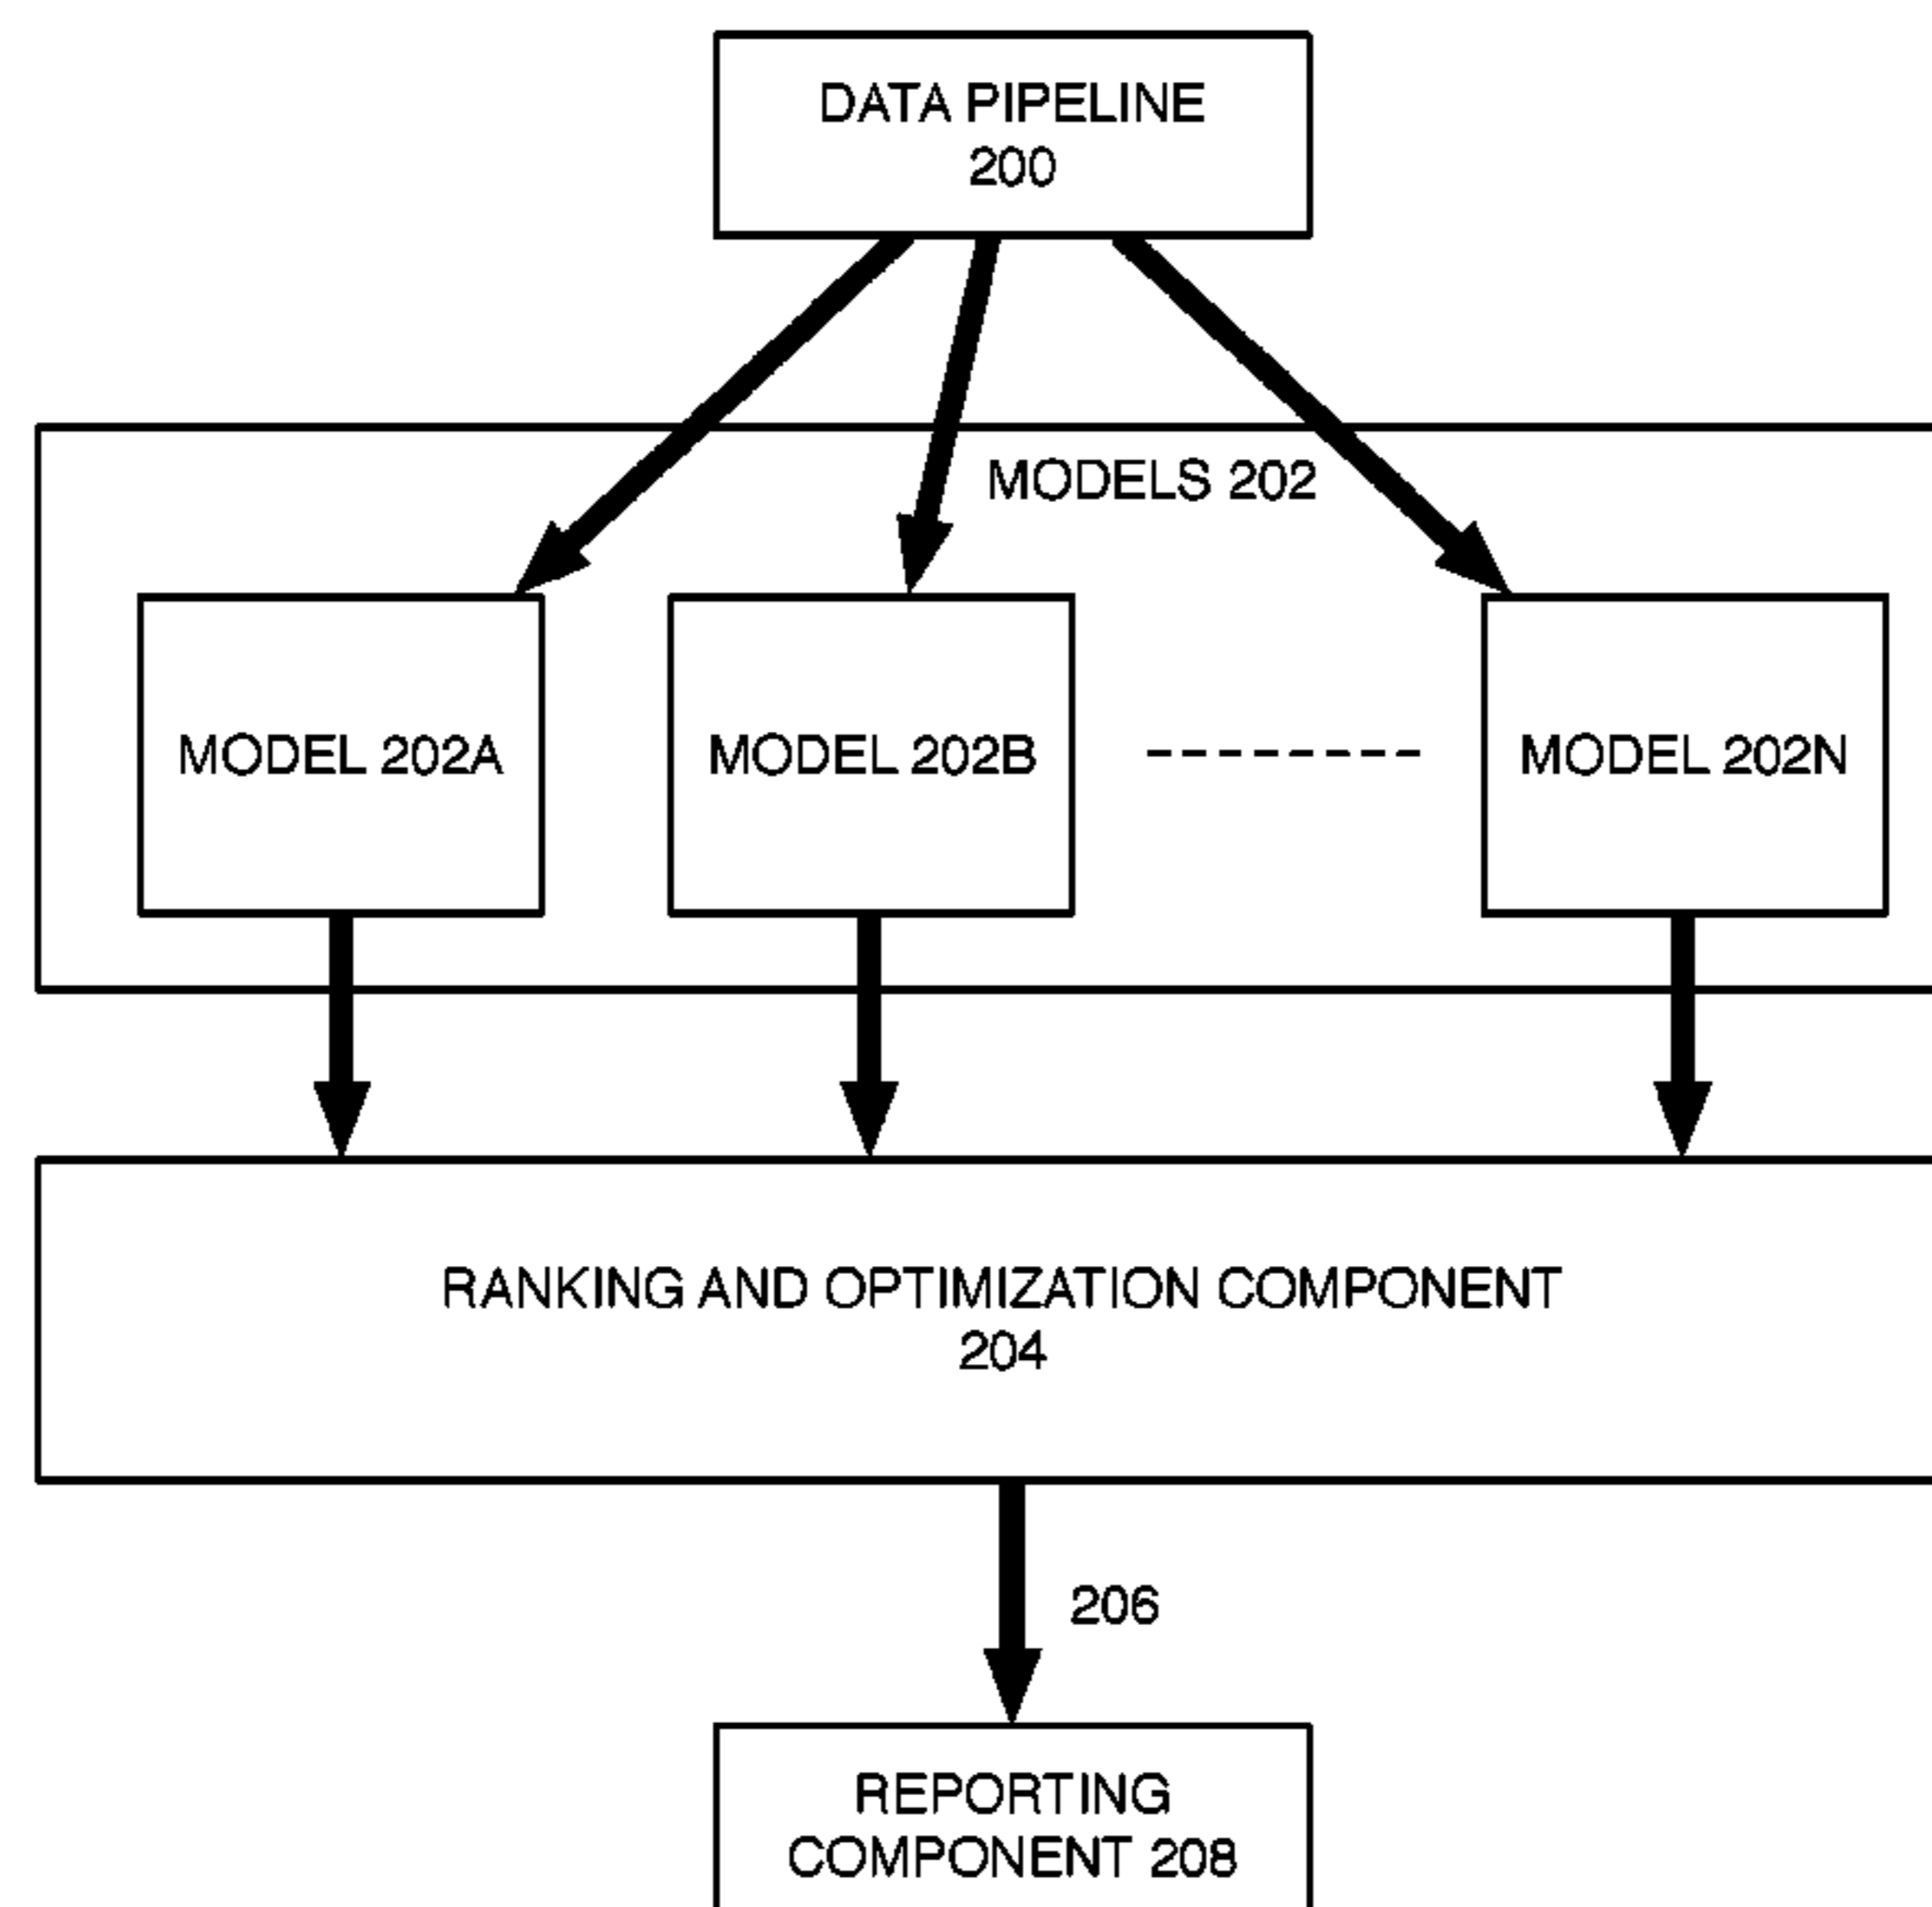 DATA PIPELINE
200
MODELS 202
MODEL 202A
MODEL 202B
MODEL 202N
RANKING AND OPTIMIZATION COMPONENT
204
206
REPORTING
COMPONENT 208